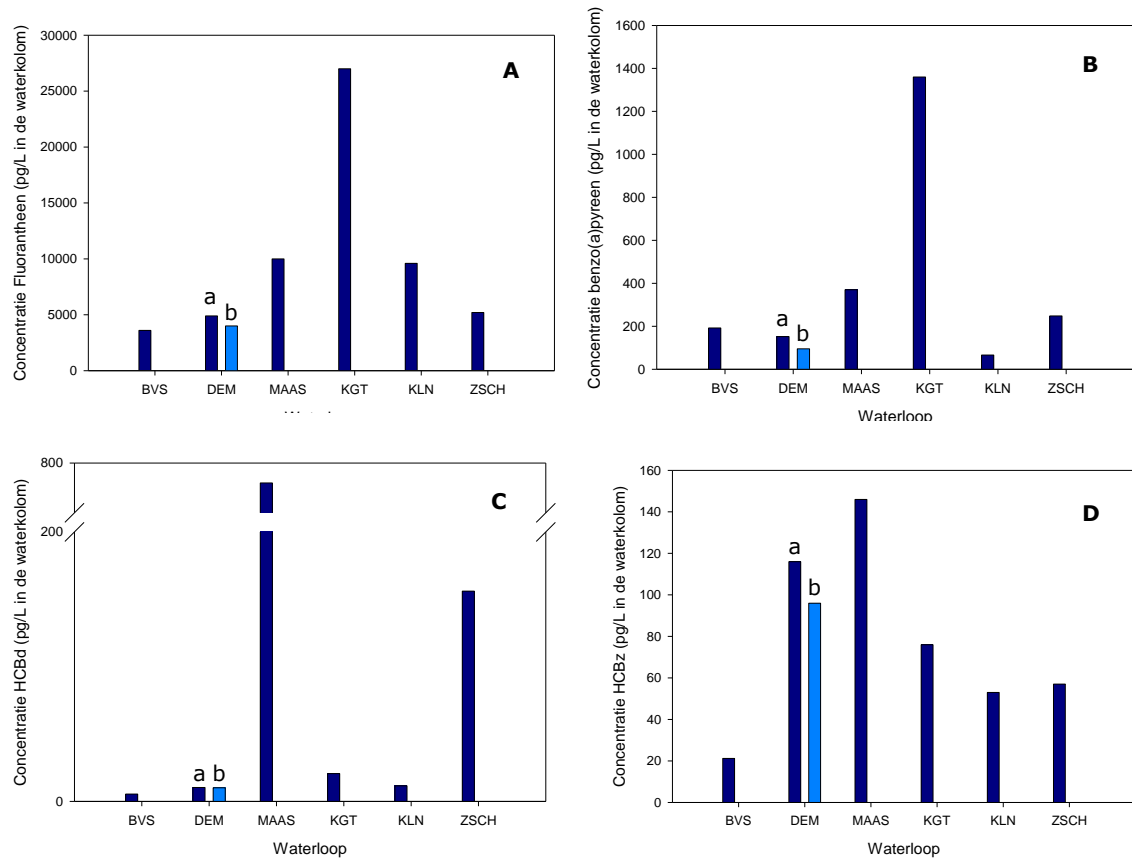 Concentratie Fluorantheen (pg/L in de waterkolom)
30000
25000
20000
15000
10000
5000
0
A
a
b
BVS DEM MAAS KGT KLN ZSCH
Concentratie benzo(a)pyreen (pg/L in de waterkolom)
1600
1400
1200
1000
800
600
400
200
0
B
a
b
BVS DEM MAAS KGT KLN ZSCH
Waterloop
Concentratie HCBd (pg/L in de waterkolom)
800
200
0
C
a b
BVS DEM MAAS KGT KLN ZSCH
Waterloop
Concentratie HCBz (pg/L in de waterkolom)
160
140
120
100
80
60
40
20
0
D
a
b
BVS DEM MAAS KGT KLN ZSCH
Waterloop